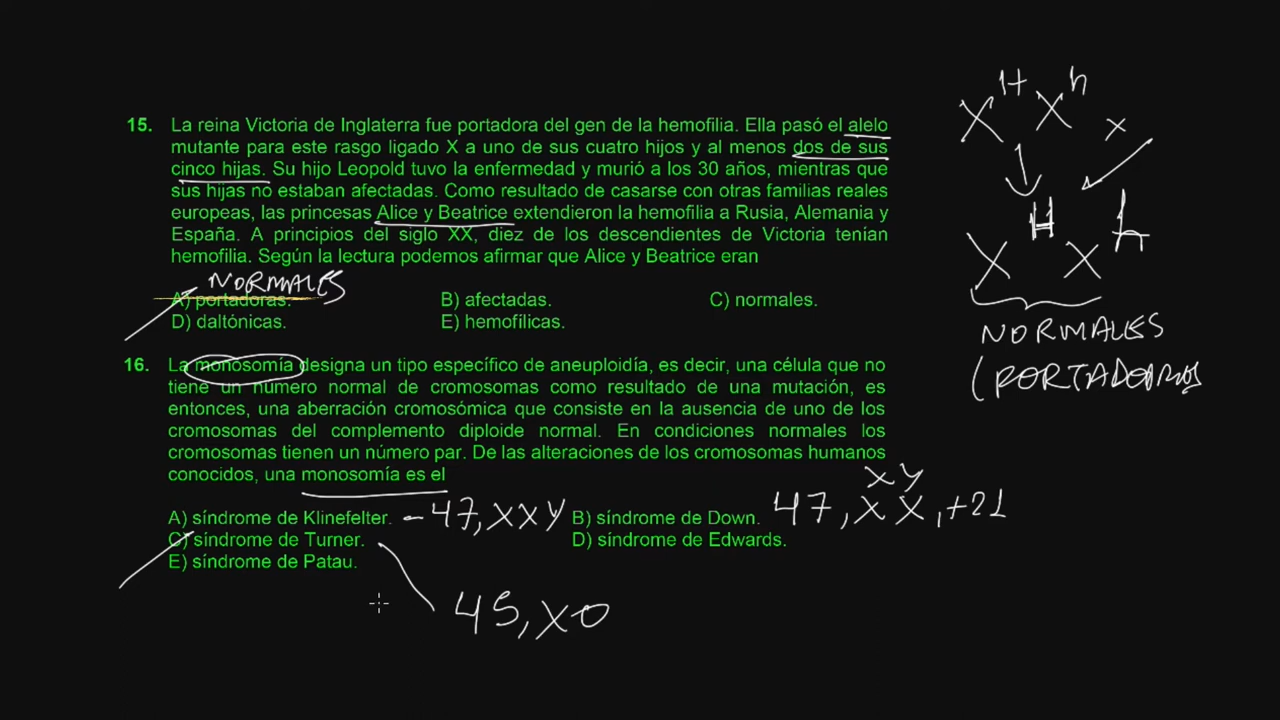 15. La reina Victoria de Inglaterra fue portadora del gen de la hemofilia. Ella pasó el alelo
mutante para este rasgo ligado X a uno de sus cuatro hijos y al menos dos de sus
cinco hijas. Su hijo Leopold tuvo la enfermedad y murió a los 30 años, mientras que
sus hijas no estaban afectadas. Como resultado de casarse con otras familias reales
europeas, las princesas Alice y Beatrice extendieron la hemofilia a Rusia, Alemania y
España. A principios del siglo XX, diez de los descendientes de Victoria tenían
hemofilia. Según la lectura podemos afirmar que Alice y Beatrice eran
NORMALES
A) portadoras. B) afectadas. C) normales.
D) daltónicas. E) hemofílicas.
16. La monosomía designa un tipo específico de aneuploidía, es decir, una célula que no
tiene un número normal de cromosomas como resultado de una mutación, es
entonces, una aberración cromosómica que consiste en la ausencia de uno de los
cromosomas del complemento diploide normal. En condiciones normales los
cromosomas tienen un número par. De las alteraciones de los cromosomas humanos
conocidos, una monosomía es el
A) síndrome de Klinefelter. - 47, XXY B) síndrome de Down. 47, XX, +21
XY
C) síndrome de Turner. D) síndrome de Edwards.
E) síndrome de Patau.
45, XO
H h
X X x
H h
X X
NORMALES
(PORTADORAS